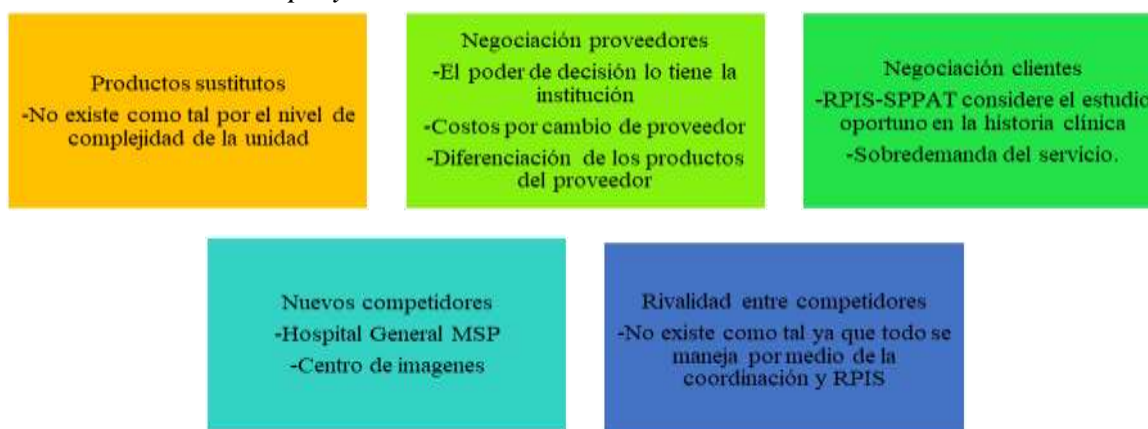 Productos sustitutos
-No existe como tal por el nivel de
complejidad de la unidad
Negociación proveedores
-El poder de decisión lo tiene la
institución
-Costos por cambio de proveedor
-Diferenciación de los productos
del proveedor
Negociación clientes
-RPIS-SPPAT considere el estudio
oportuno en la historia clínica
-Sobredemanda del servicio.
Nuevos competidores
-Hospital General MSP
-Centro de imagenes
Rivalidad entre competidores
-No existe como tal ya que todo se
maneja por medio de la
coordinación y RPIS